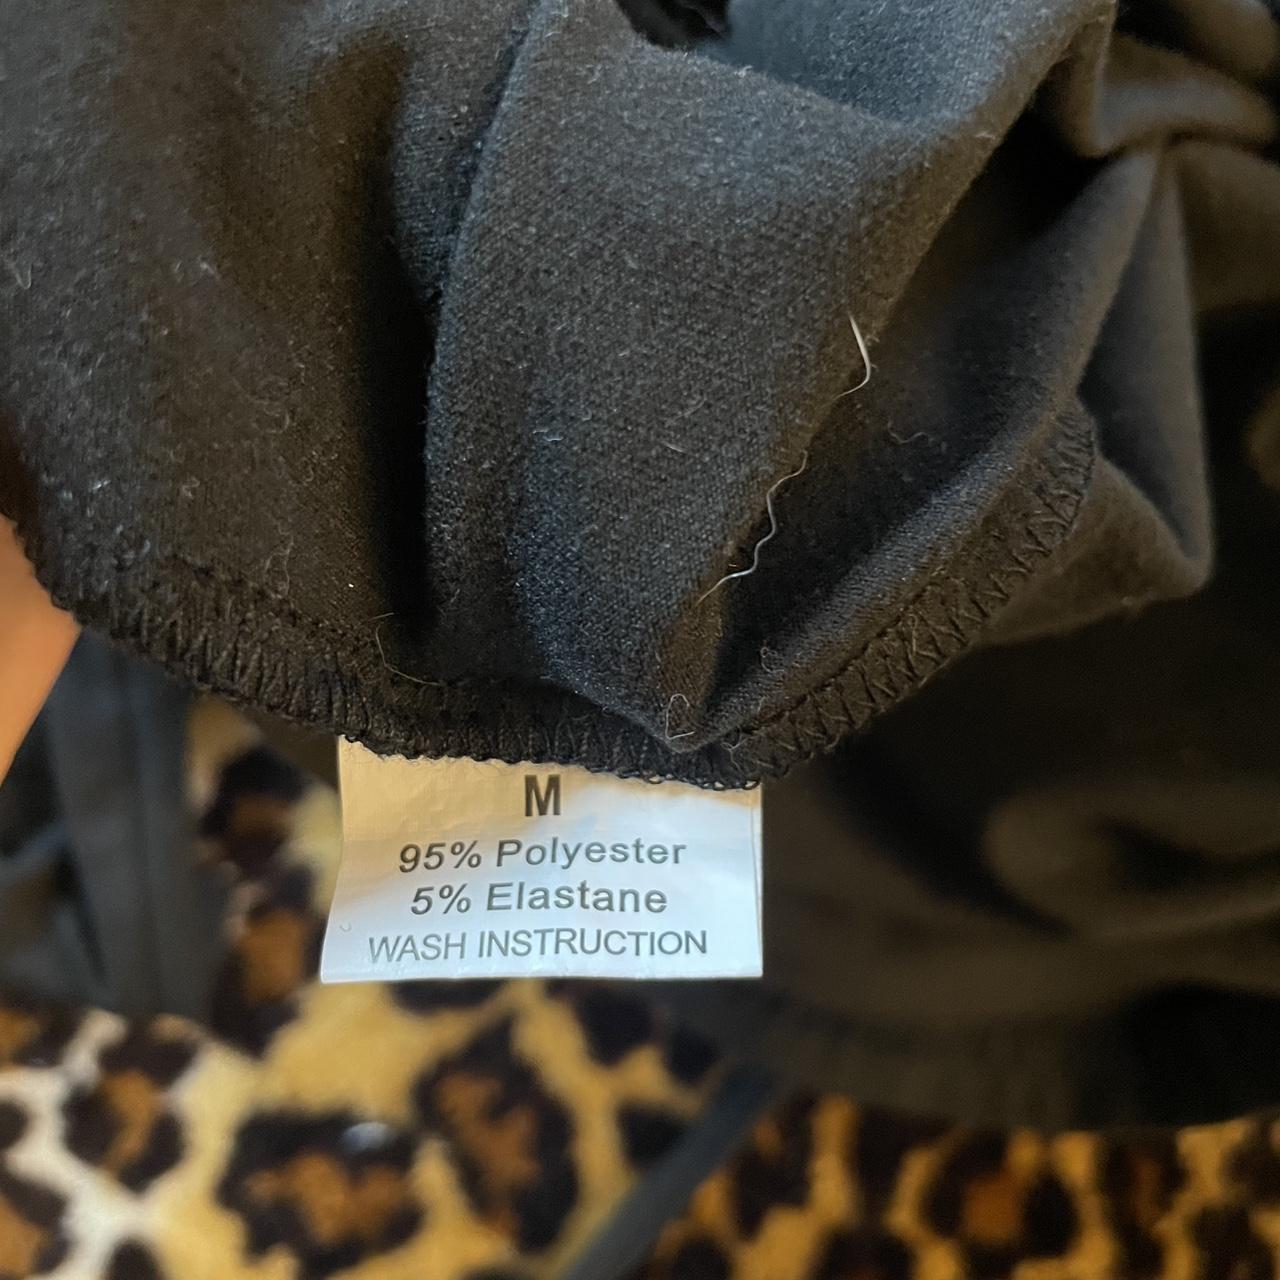 M
95% Polyester
5% Elastane
WASH INSTRUCTION